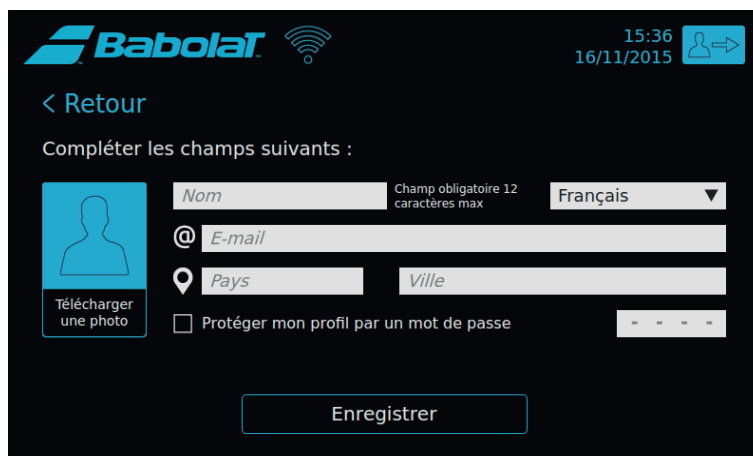 Babolat
15:36
16/11/2015
< Retour
Compléter les champs suivants :
Nom
Champ obligatoire 12
caractères max
Français
@ E-mail
Pays
Ville
Télécharger
une photo
Protéger mon profil par un mot de passe
- - - -
Enregistrer